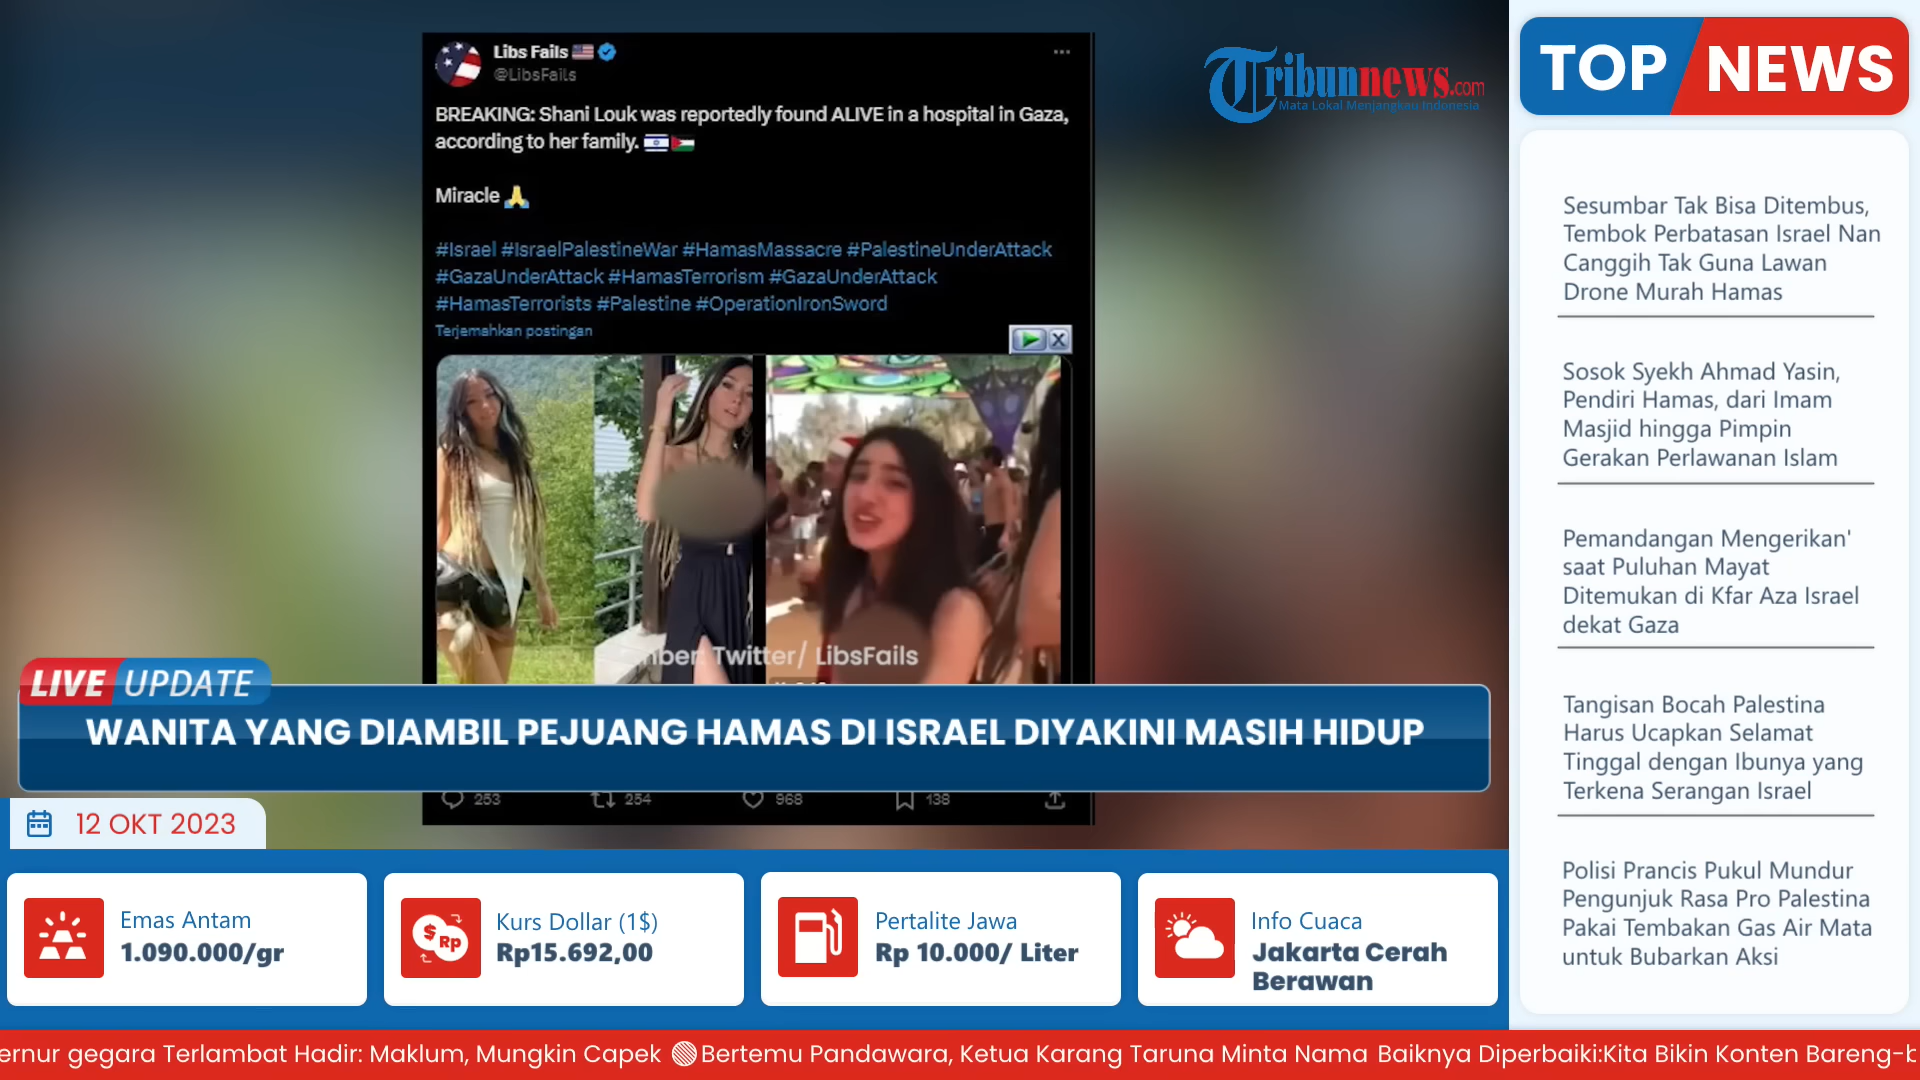 Libs Fails
@LibsFails
BREAKING: Shani Louk was reportedly found ALIVE in a hospital in Gaza,
according to her family.
Miracle
#Israel #IsraelPalestineWar #HamasMassacre #PalestineUnderAttack
#GazaUnderAttack #HamasTerrorism #GazaUnderAttack
#HamasTerrorists #Palestine #OperationIronSword
Terjemahkan postingan
Twitter/ LibsFails
253
254
968
138
Tribunnews.com
Mata Lokal Menjangkau Indonesia
LIVE UPDATE
WANITA YANG DIAMBIL PEJUANG HAMAS DI ISRAEL DIYAKINI MASIH HIDUP
12 OKT 2023
TOP NEWS
Sesumbar Tak Bisa Ditembus,
Tembok Perbatasan Israel Nan
Canggih Tak Guna Lawan
Drone Murah Hamas
Sosok Syekh Ahmad Yasin,
Pendiri Hamas, dari Imam
Masjid hingga Pimpin
Gerakan Perlawanan Islam
Pemandangan Mengerikan'
saat Puluhan Mayat
Ditemukan di Kfar Aza Israel
dekat Gaza
Tangisan Bocah Palestina
Harus Ucapkan Selamat
Tinggal dengan Ibunya yang
Terkena Serangan Israel
Polisi Prancis Pukul Mundur
Pengunjuk Rasa Pro Palestina
Pakai Tembakan Gas Air Mata
untuk Bubarkan Aksi
Emas Antam
1.090.000/gr
$ Rp
Kurs Dollar (1$)
Rp15.692,00
Pertalite Jawa
Rp 10.000/ Liter
Info Cuaca
Jakarta Cerah
Berawan
ernur gegara Terlambat Hadir: Maklum, Mungkin Capek Bertemu Pandawara, Ketua Karang Taruna Minta Nama Baiknya Diperbaiki:Kita Bikin Konten Bareng-b